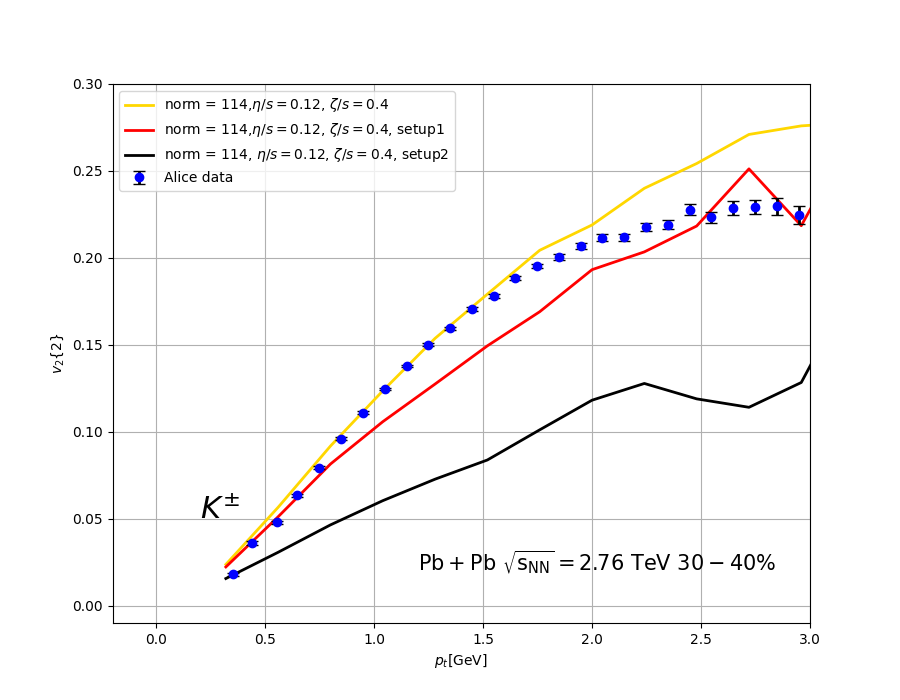 norm = 114,η/s = 0.12, ζ/s = 0.4
norm = 114,η/s = 0.12, ζ/s = 0.4, setup1
norm = 114, η/s = 0.12, ζ/s = 0.4, setup2
Alice data
0.30
0.25
0.20
0.15
0.10
0.05
0.00
v₂{2}
K±
Pb + Pb √sNN = 2.76 TeV 30 − 40%
0.0 0.5 1.0 1.5 2.0 2.5 3.0
pₜ[GeV]